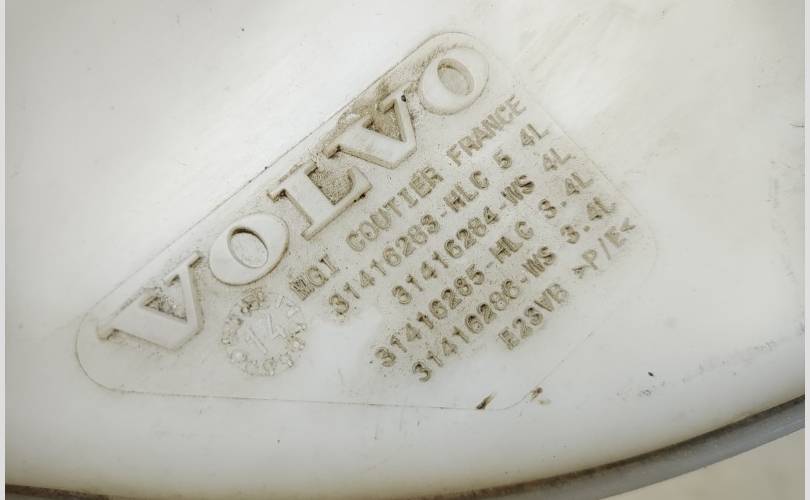 VOLVO
MGI COUTIER FRANCE
31416283-HLC 5 4L
31416284-WS 4L
31416285 HLC 3.4L
31416286-WS 3.4L
E23VB >P/E<
14